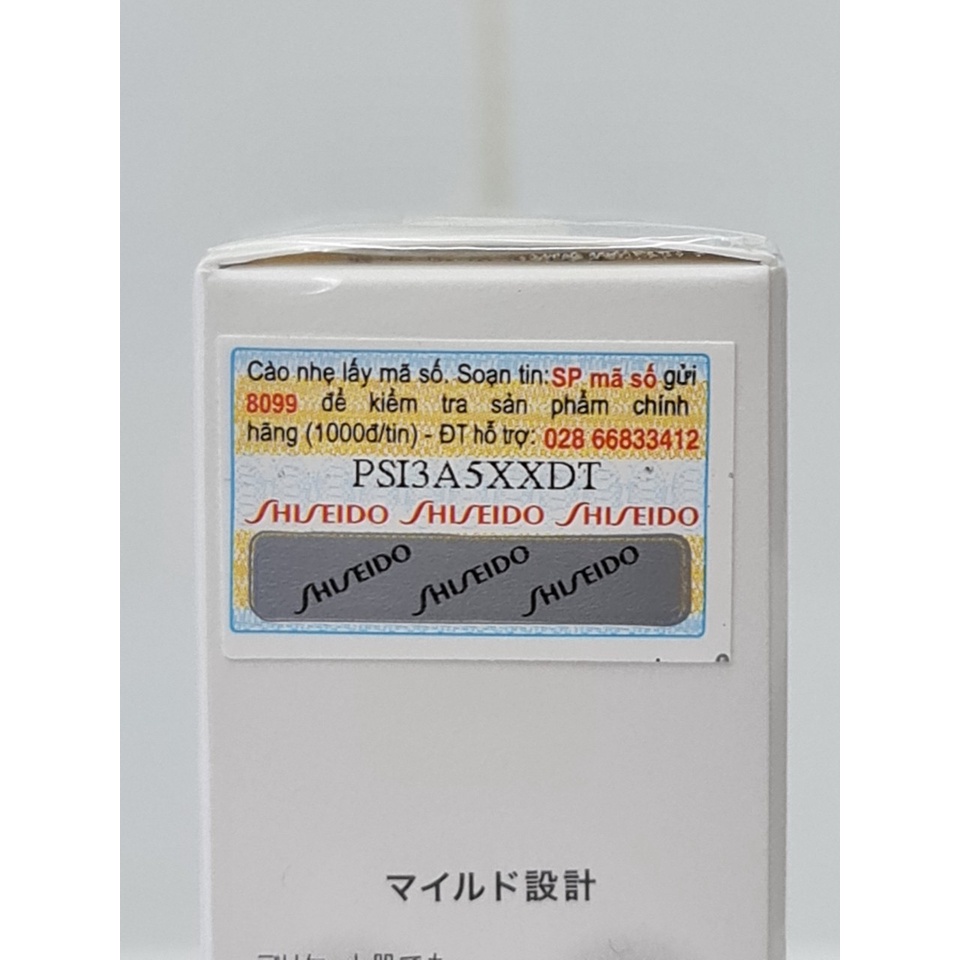 Cào nhẹ lấy mã số. Soạn tin: SP mã số gửi
8099 để kiểm tra sản phẩm chính
hãng (1000đ/tin) - ĐT hỗ trợ: 028 66833412
PSI3A5XXDT
SHISEIDO SHISEIDO SHISEIDO
SHISEIDO SHISEIDO SHISEIDO
マイルド設計